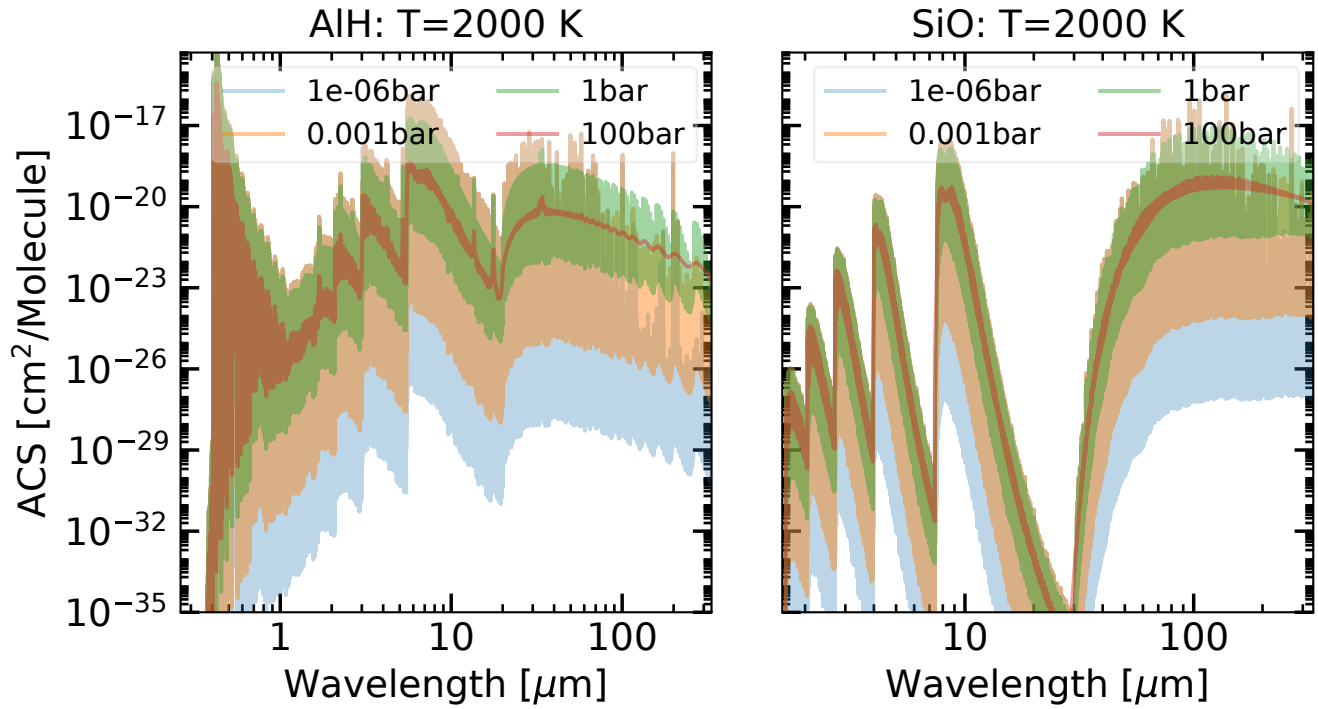 AlH: T=2000 K
1e-06bar 1bar
0.001bar 100bar
ACS [cm²/Molecule]
10⁻¹⁷
10⁻²⁰
10⁻²³
10⁻²⁶
10⁻²⁹
10⁻³²
10⁻³⁵
1 10 100
Wavelength [μm]
SiO: T=2000 K
1e-06bar 1bar
0.001bar 100bar
10 100
Wavelength [μm]